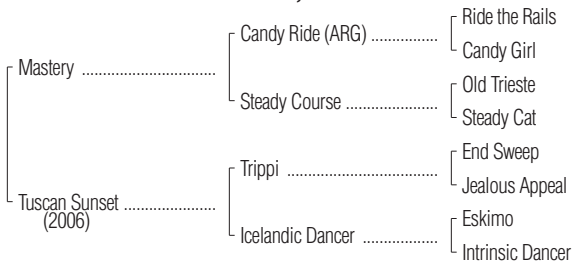 Ride the Rails
Candy Ride (ARG) ................
Candy Girl
Mastery ................................
Old Trieste
Steady Course ......................
Steady Cat
End Sweep
Trippi ....................................
Jealous Appeal
Tuscan Sunset ......................
(2006)
Eskimo
Icelandic Dancer ..................
Intrinsic Dancer